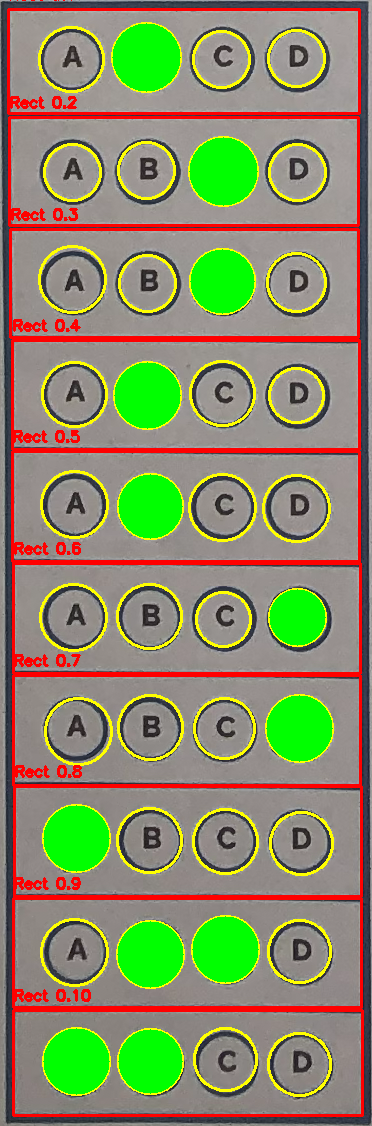 A C D
Rect 0.2
A B D
Rect 0.3
A B D
Rect 0.4
A C D
Rect 0.5
A C D
Rect 0.6
A B C
Rect 0.7
A B C
Rect 0.8
B C D
Rect 0.9
A D
Rect 0.10
C D